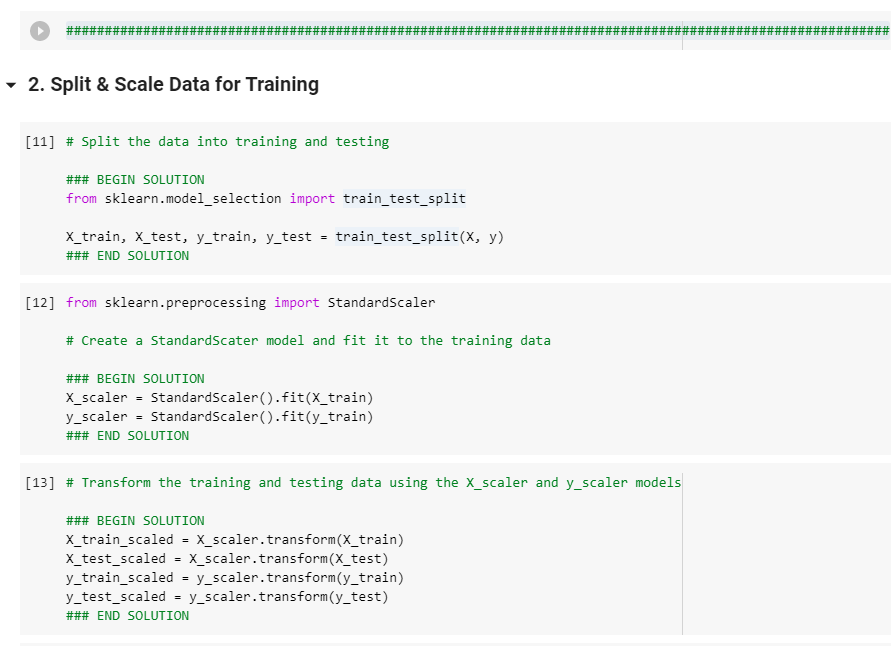 ###########################################################################################################
2. Split & Scale Data for Training
[11] # Split the data into training and testing
### BEGIN SOLUTION
from sklearn.model_selection import train_test_split
X_train, X_test, y_train, y_test = train_test_split(X, y)
### END SOLUTION
[12] from sklearn.preprocessing import StandardScaler
# Create a StandardScater model and fit it to the training data
### BEGIN SOLUTION
X_scaler = StandardScaler().fit(X_train)
y_scaler = StandardScaler().fit(y_train)
### END SOLUTION
[13] # Transform the training and testing data using the X_scaler and y_scaler models
### BEGIN SOLUTION
X_train_scaled = X_scaler.transform(X_train)
X_test_scaled = X_scaler.transform(X_test)
y_train_scaled = y_scaler.transform(y_train)
y_test_scaled = y_scaler.transform(y_test)
### END SOLUTION